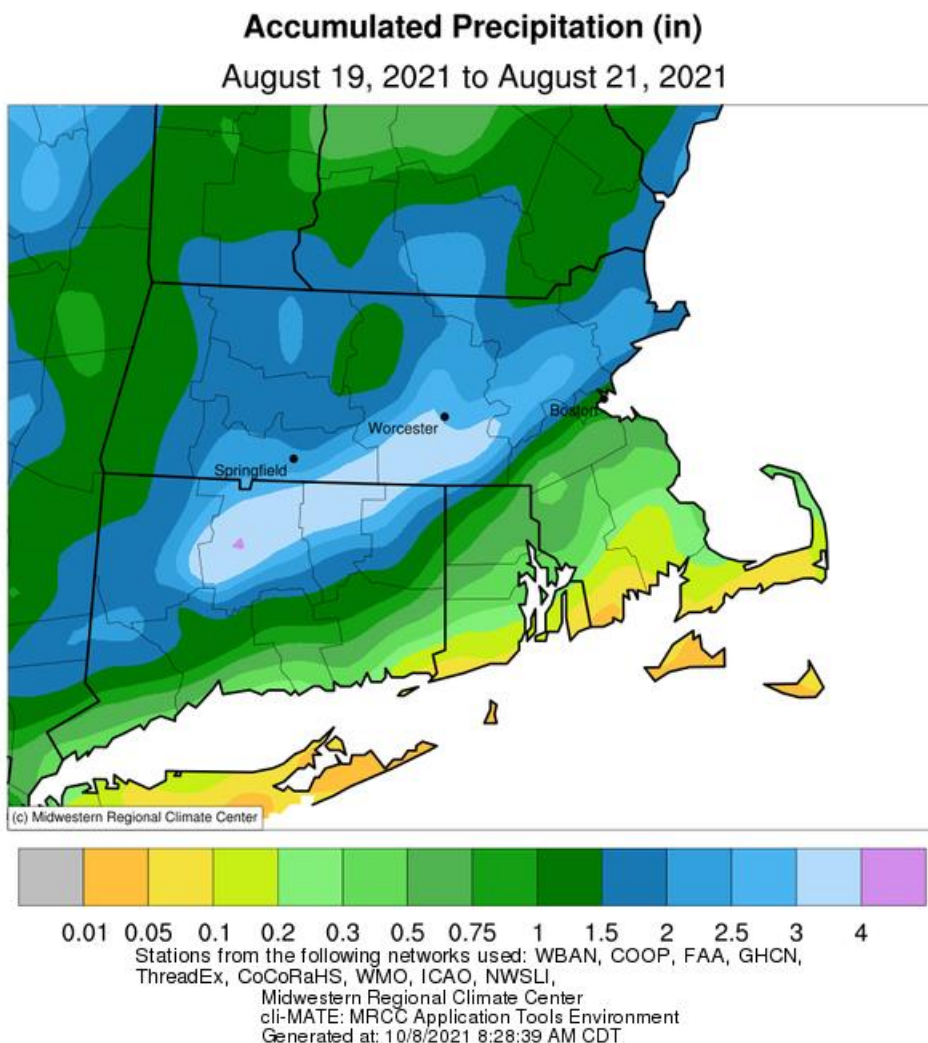 Accumulated Precipitation (in)
August 19, 2021 to August 21, 2021
Boston
Worcester
Springfield
(c) Midwestern Regional Climate Center
0.01 0.05 0.1 0.2 0.3 0.5 0.75 1 1.5 2 2.5 3 4
Stations from the following networks used: WBAN, COOP, FAA, GHCN,
ThreadEx, CoCoRaHS, WMO, ICAO, NWSLI,
Midwestern Regional Climate Center
cli-MATE: MRCC Application Tools Environment
Generated at: 10/8/2021 8:28:39 AM CDT